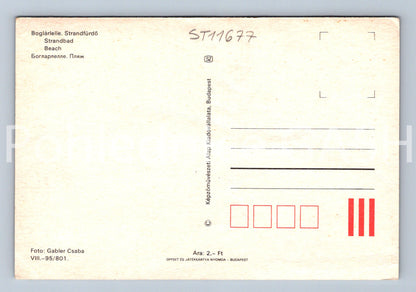 Boglárlelle, Strandfürdő
Strandbad
Beach
Богларлелле. Пляж
ST11677
Képzőművészeti Alap Kiadóvállalata, Budapest
Foto: Gabler Csaba
VIII.-95/801.
Ára: 2,- Ft
OFFSET ÉS JÁTÉKKÁRTYA NYOMDA - BUDAPEST